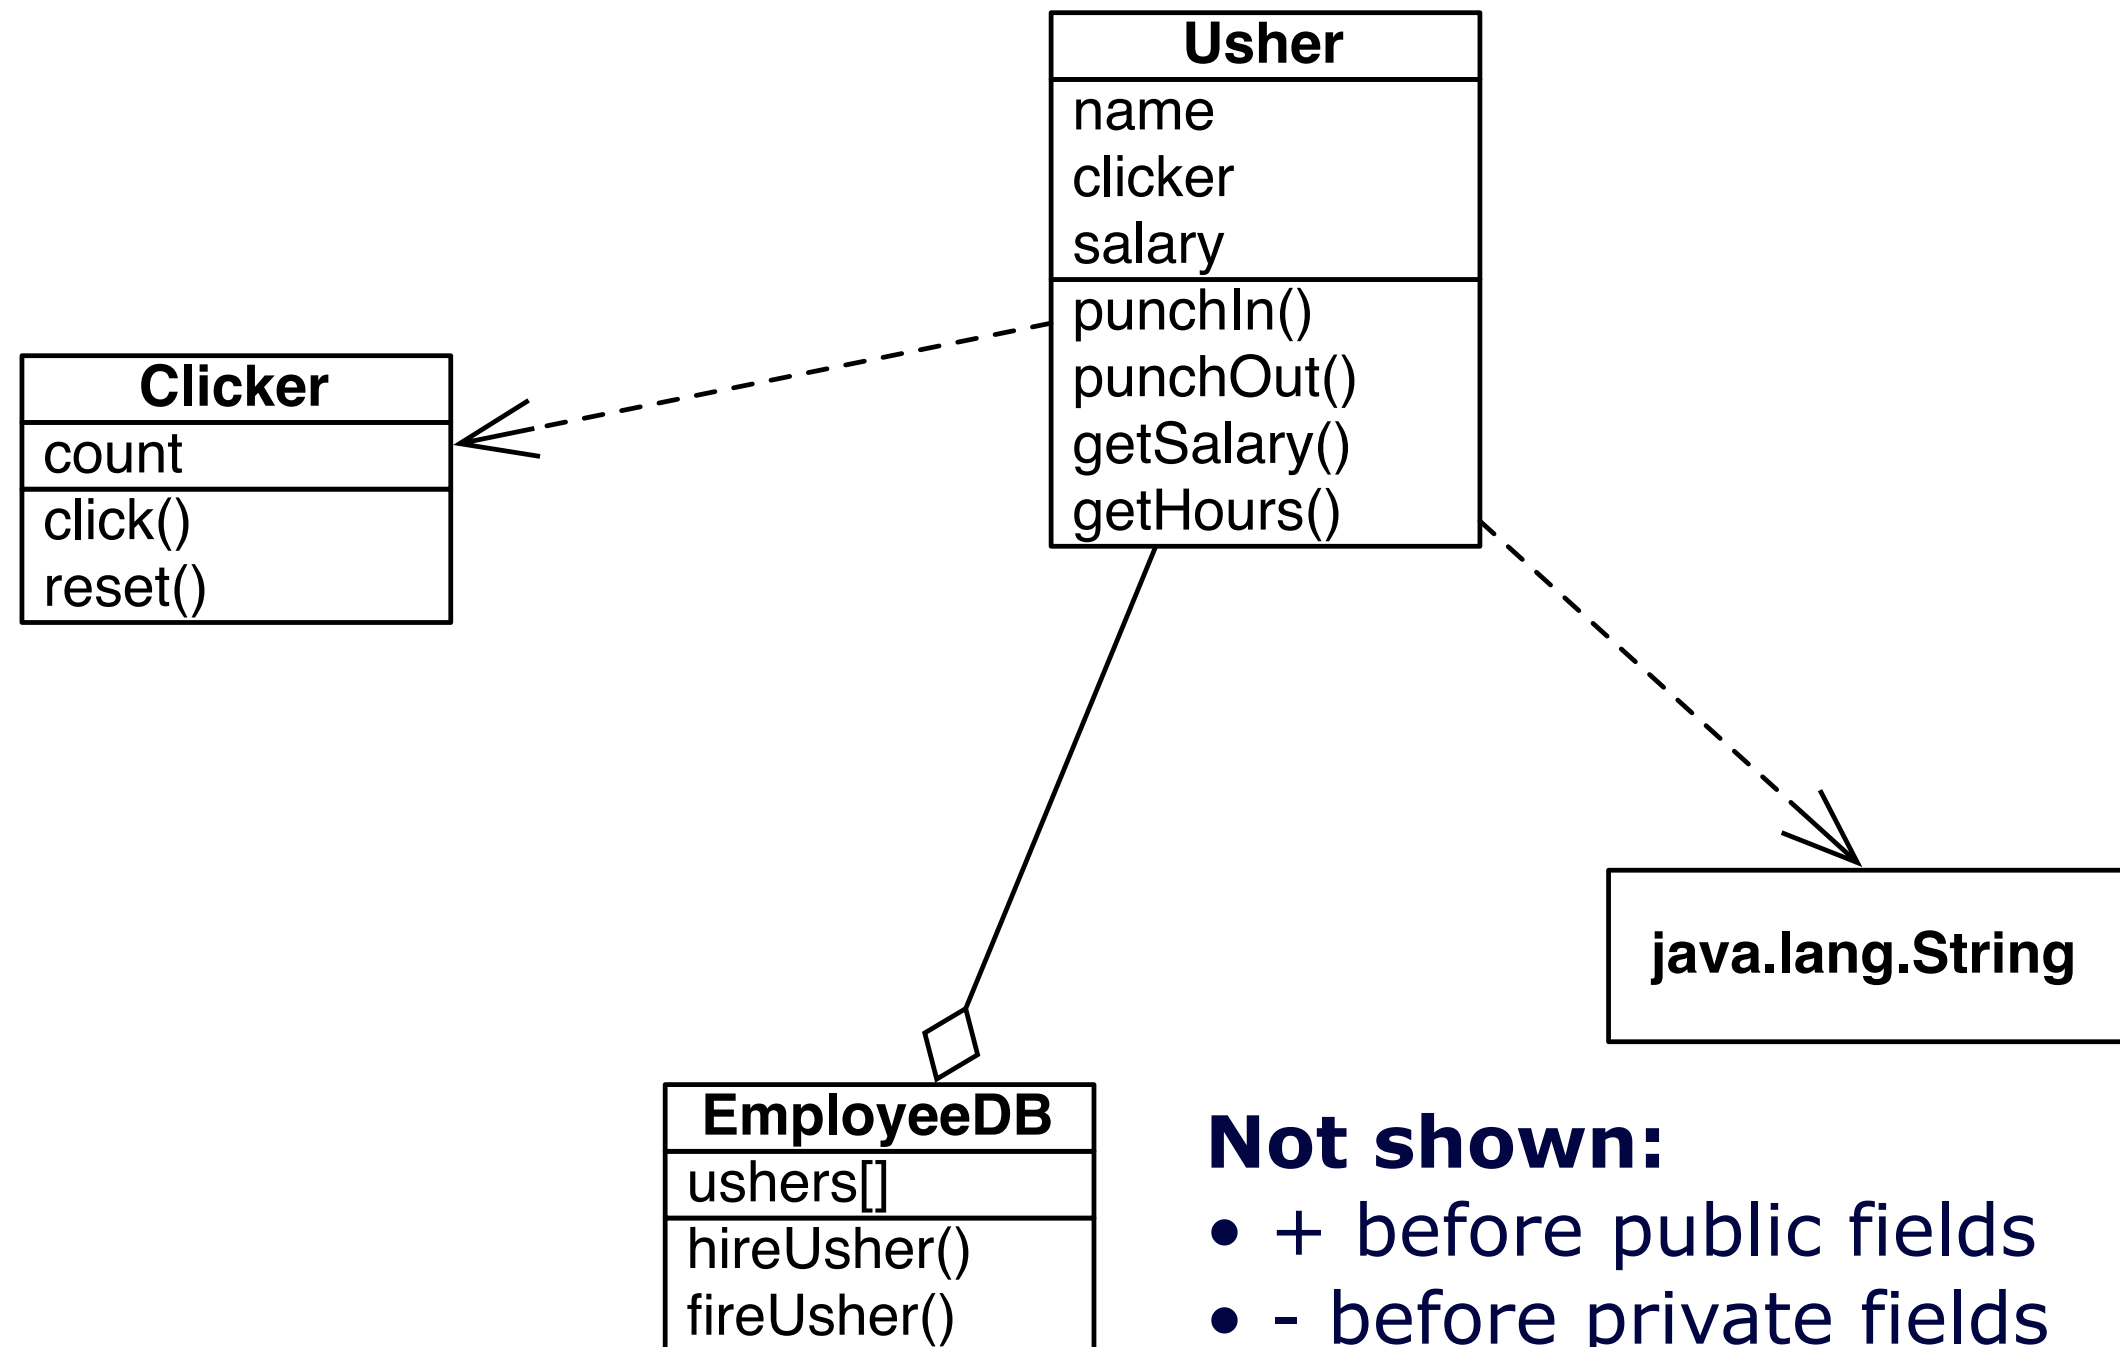 Usher
name
clicker
salary
punchIn()
punchOut()
getSalary()
getHours()
Clicker
count
click()
reset()
java.lang.String
EmployeeDB
ushers[]
hireUsher()
fireUsher()
Not shown:
• + before public fields
• - before private fields